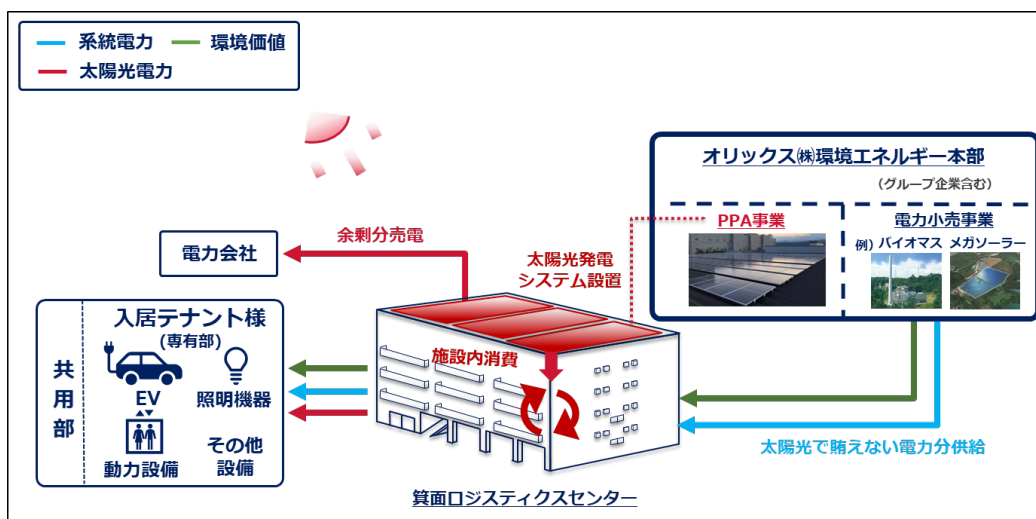 系統電力
環境価値
太陽光電力
オリックス㈱環境エネルギー本部
(グループ企業含む)
PPA事業
電力小売事業
例) バイオマス メガソーラー
余剰分売電
電力会社
太陽光発電
システム設置
入居テナント様
(専有部)
共用部
EV
照明機器
動力設備
その他
設備
施設内消費
太陽光で賄えない電力分供給
箕面ロジスティクスセンター